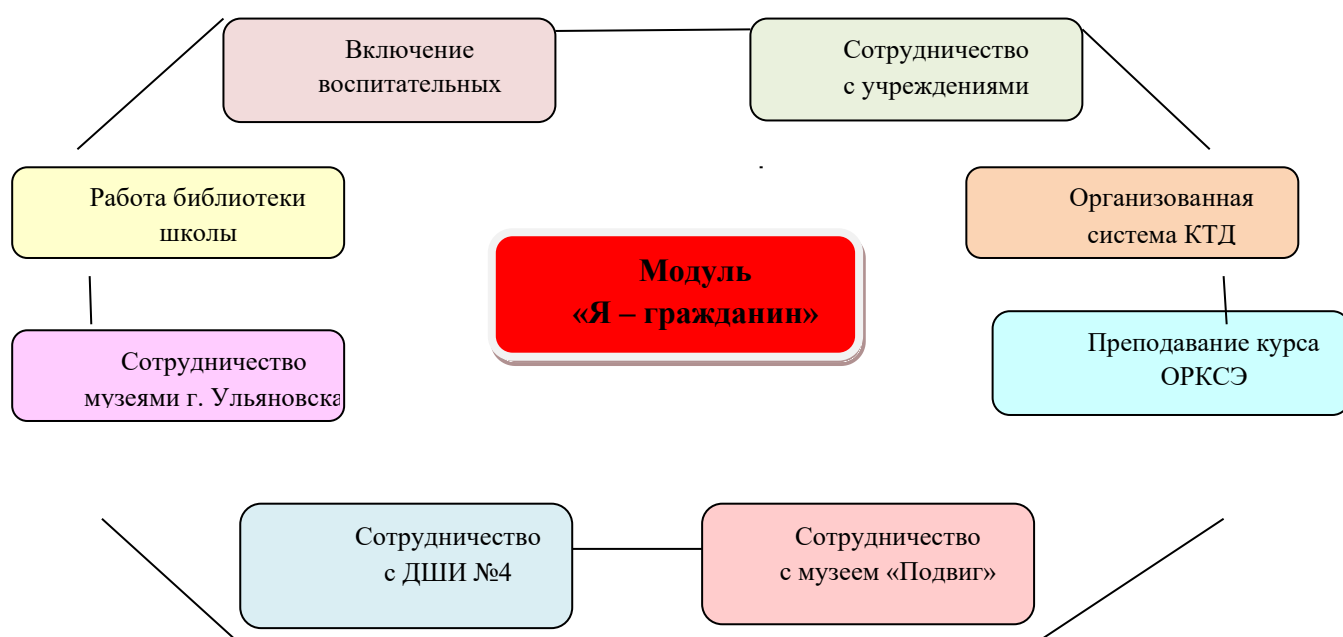 Включение
воспитательных
Сотрудничество
с учреждениями
Работа библиотеки
школы
Организованная
система КТД
Модуль
«Я – гражданин»
Сотрудничество
музеями г. Ульяновска
Преподавание курса
ОРКСЭ
Сотрудничество
с ДШИ №4
Сотрудничество
с музеем «Подвиг»